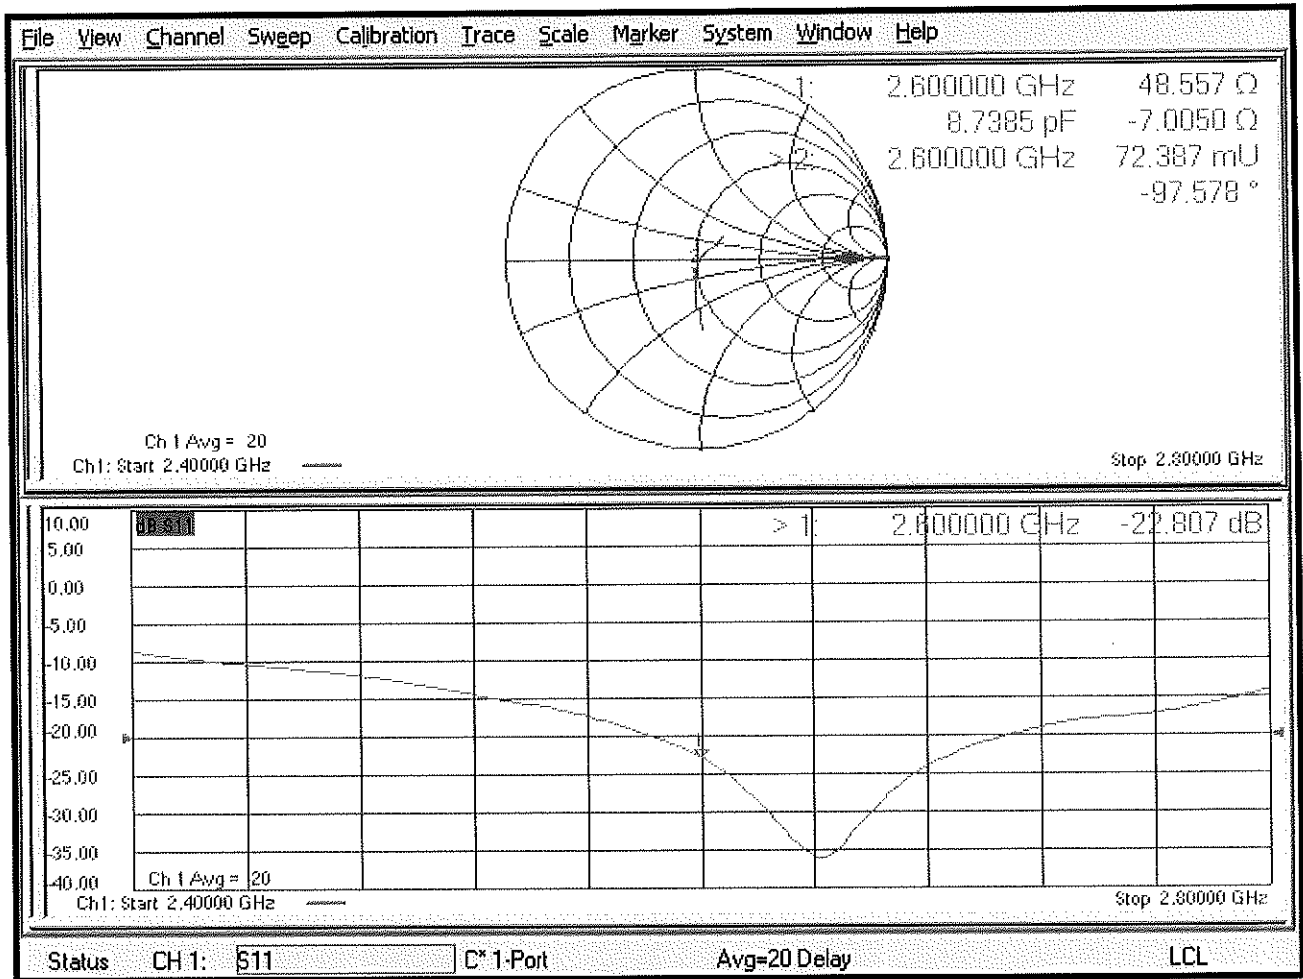 File View Channel Sweep Calibration Trace Scale Marker System Window Help
1: 2.600000 GHz 48.557 Ω
8.7385 pF -7.0050 Ω
> 2: 2.600000 GHz 72.387 mU
-97.578 °
Ch 1 Avg = 20
Ch1: Start 2.40000 GHz
Stop 2.80000 GHz
10.00
dB S11
> 1: 2.600000 GHz -22.807 dB
5.00
0.00
-5.00
-10.00
-15.00
-20.00
1
-25.00
-30.00
-35.00
-40.00
Ch 1 Avg = 20
Ch1: Start 2.40000 GHz
Stop 2.80000 GHz
Status CH 1: S11 C* 1-Port Avg=20 Delay LCL